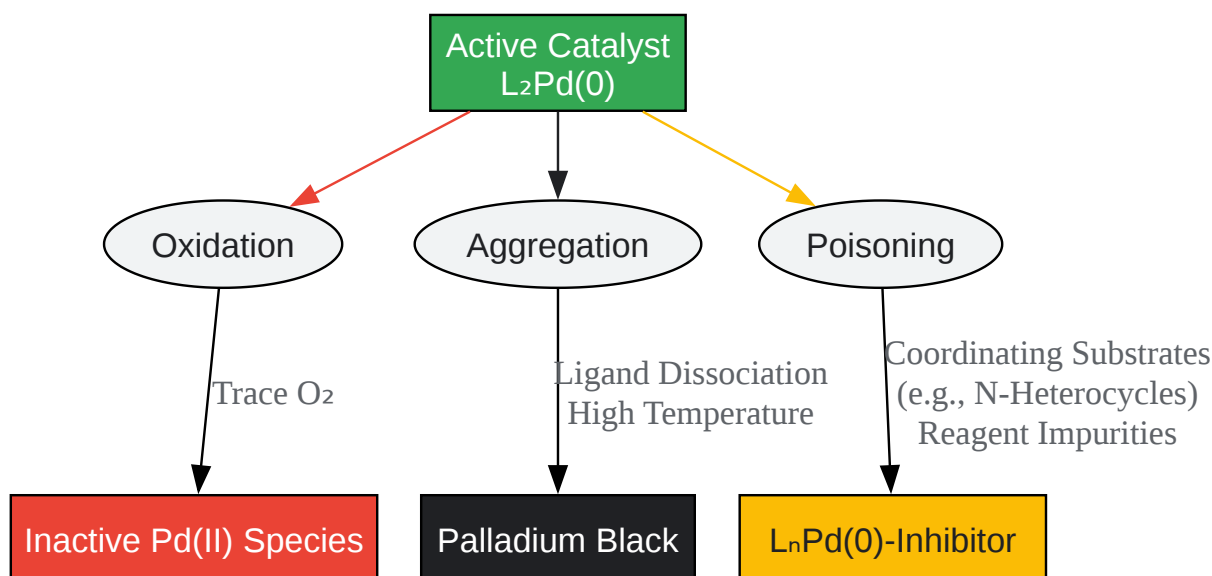 Active Catalyst
L₂Pd(0)
Oxidation
Aggregation
Poisoning
Trace O₂
Ligand Dissociation
High Temperature
Coordinating Substrates
(e.g., N-Heterocycles)
Reagent Impurities
Inactive Pd(II) Species
Palladium Black
LₙPd(0)-Inhibitor